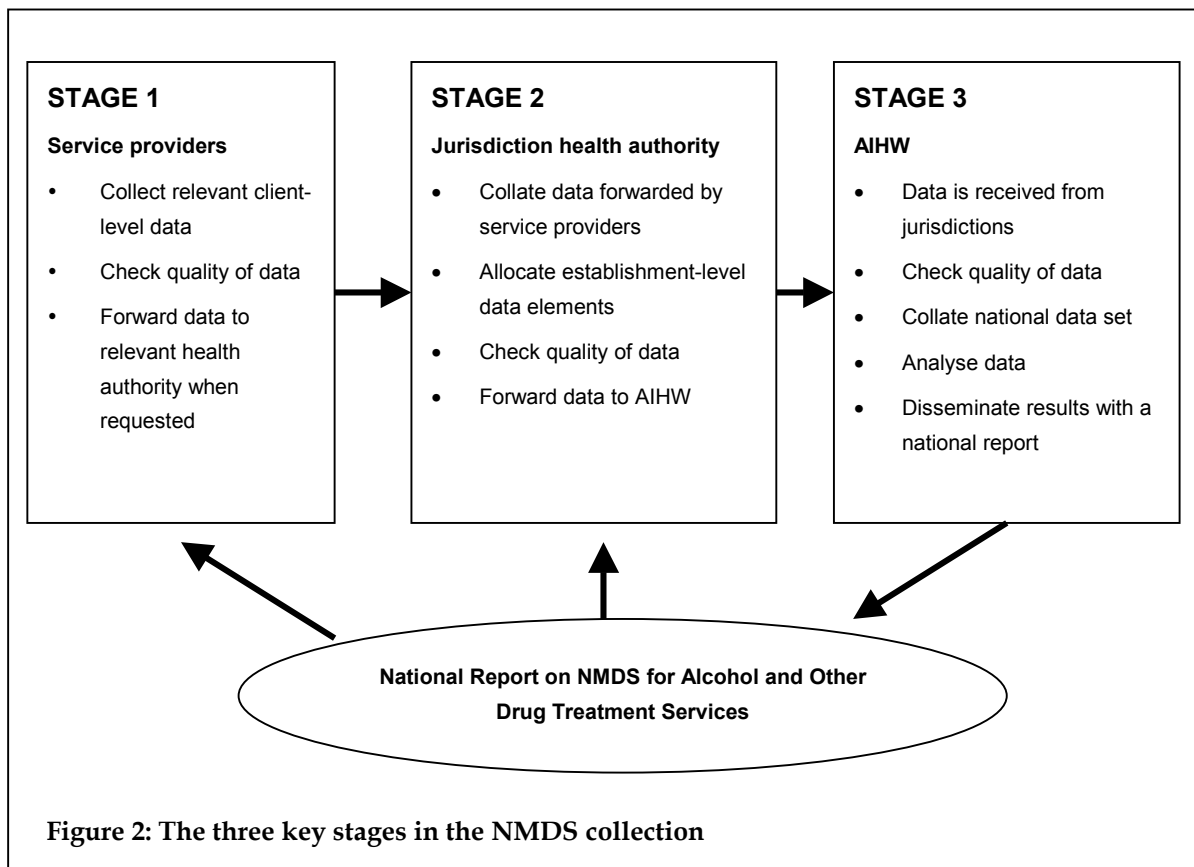 STAGE 1
Service providers
• Collect relevant client-
level data
• Check quality of data
• Forward data to
relevant health
authority when
requested
STAGE 2
Jurisdiction health authority
• Collate data forwarded by
service providers
• Allocate establishment-level
data elements
• Check quality of data
• Forward data to AIHW
STAGE 3
AIHW
• Data is received from
jurisdictions
• Check quality of data
• Collate national data set
• Analyse data
• Disseminate results with a
national report
National Report on NMDS for Alcohol and Other
Drug Treatment Services
Figure 2: The three key stages in the NMDS collection